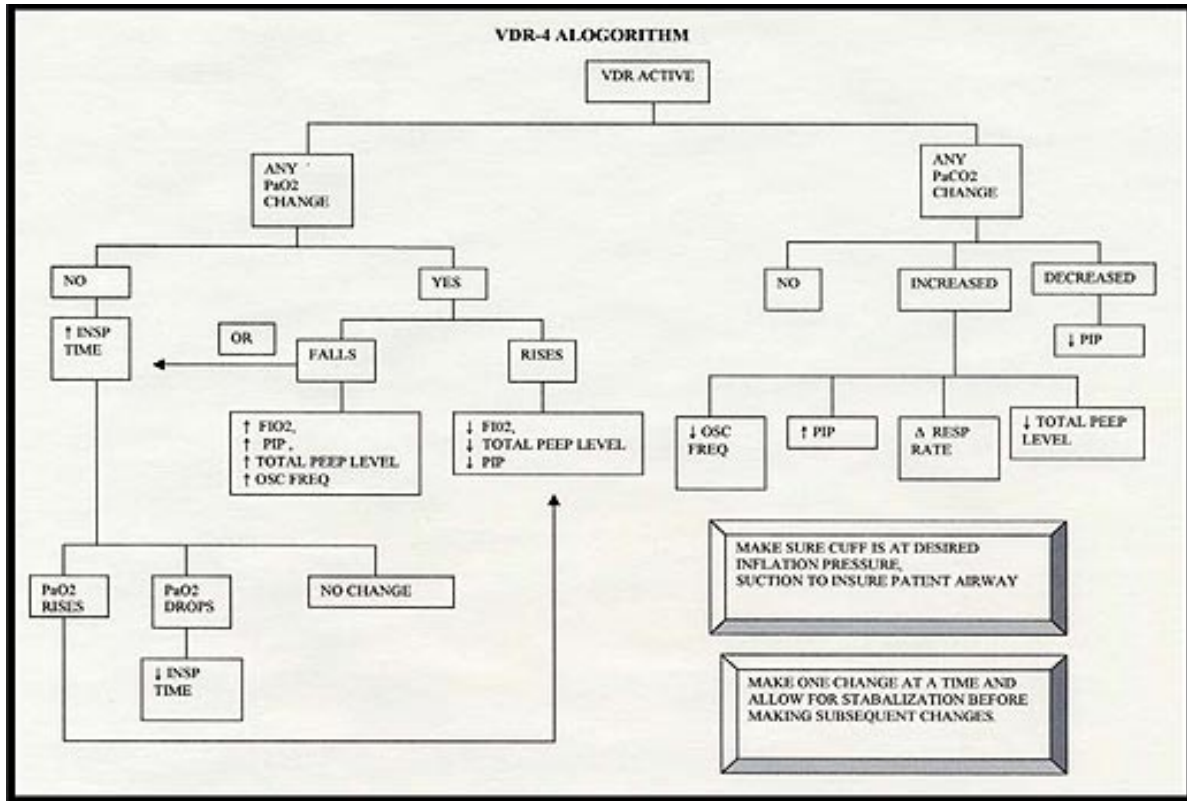 VDR-4 ALOGORITHM
VDR ACTIVE
ANY
PaO2
CHANGE
ANY
PaCO2
CHANGE
NO
YES
NO
INCREASED
DECREASED
↑ INSP
TIME
OR
FALLS
RISES
↓ PIP
↑ FIO2,
↑ PIP ,
↑ TOTAL PEEP LEVEL
↑ OSC FREQ
↓ FI02,
↓ TOTAL PEEP LEVEL
↓ PIP
↓ OSC
FREQ
↑ PIP
Δ RESP
RATE
↓ TOTAL PEEP
LEVEL
PaO2
RISES
PaO2
DROPS
NO CHANGE
↓ INSP
TIME
MAKE SURE CUFF IS AT DESIRED
INFLATION PRESSURE,
SUCTION TO INSURE PATENT AIRWAY
MAKE ONE CHANGE AT A TIME AND
ALLOW FOR STABALIZATION BEFORE
MAKING SUBSEQUENT CHANGES.